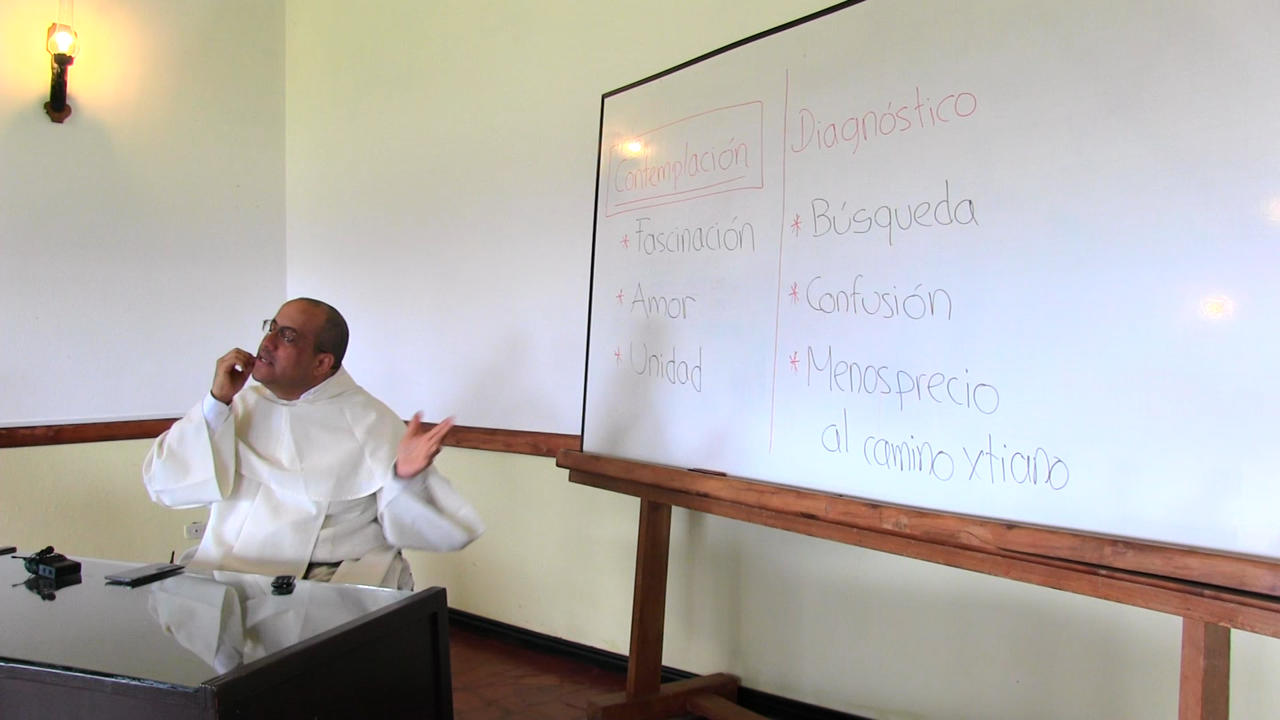 Contemplación
* Fascinación
* Amor
* Unidad
Diagnóstico
* Búsqueda
* Confusión
* Menosprecio
al camino xtiano